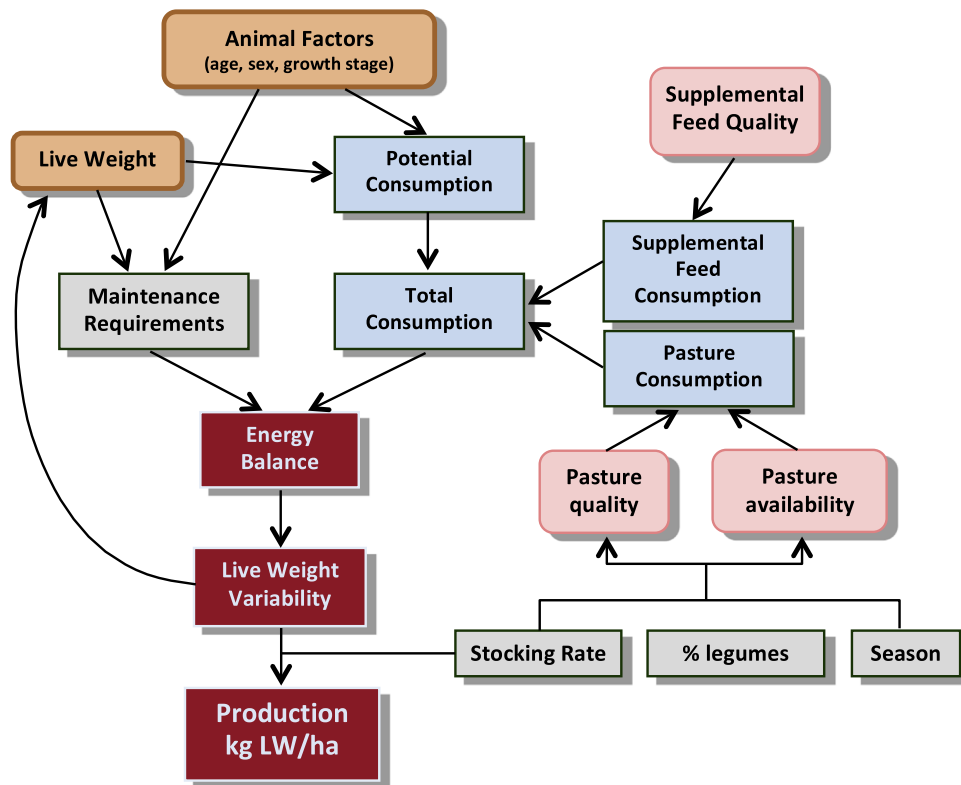 Animal Factors
(age, sex, growth stage)
Supplemental
Feed Quality
Live Weight
Potential
Consumption
Supplemental
Feed
Consumption
Maintenance
Requirements
Total
Consumption
Pasture
Consumption
Energy
Balance
Pasture
quality
Pasture
availability
Live Weight
Variability
Stocking Rate
% legumes
Season
Production
kg LW/ha